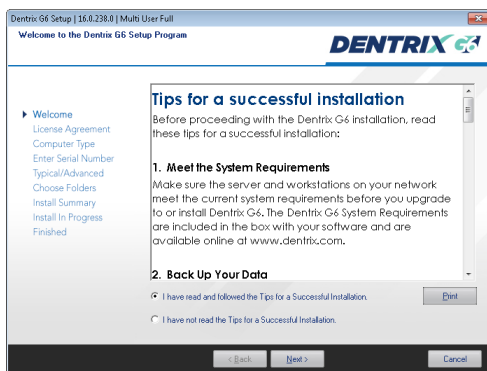 Dentrix G6 Setup | 16.0.238.0 | Multi User Full
Welcome to the Dentrix G6 Setup Program
DENTRIX G6
Welcome
License Agreement
Computer Type
Enter Serial Number
Typical/Advanced
Choose Folders
Install Summary
Install In Progress
Finished
Tips for a successful installation
Before proceeding with the Dentrix G6 installation, read
these tips for a successful installation:
1. Meet the System Requirements
Make sure the server and workstations on your network
meet the current system requirements before you upgrade
to or install Dentrix G6. The Dentrix G6 System Requirements
are included in the box with your software and are
available online at www.dentrix.com.
2. Back Up Your Data
I have read and followed the Tips for a Successful Installation.
Print
I have not read the Tips for a Successful Installation.
< Back
Next >
Cancel